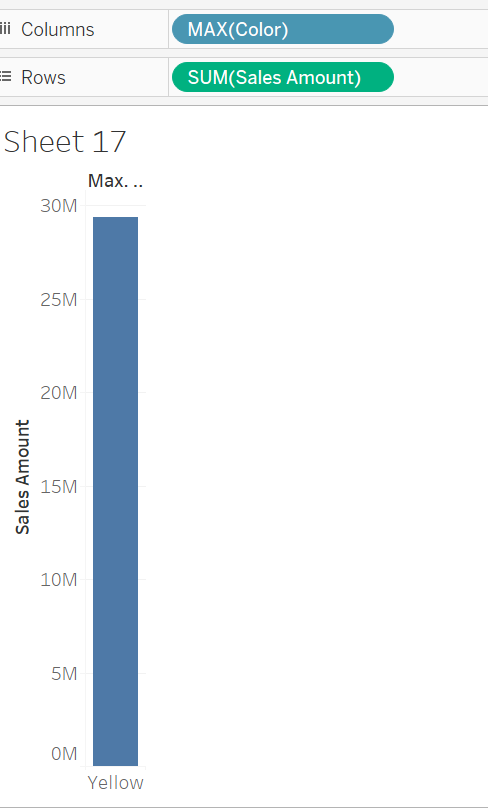 Columns
MAX(Color)
Rows
SUM(Sales Amount)
Sheet 17
Max. ..
30M
25M
20M
15M
10M
5M
0M
Sales Amount
Yellow